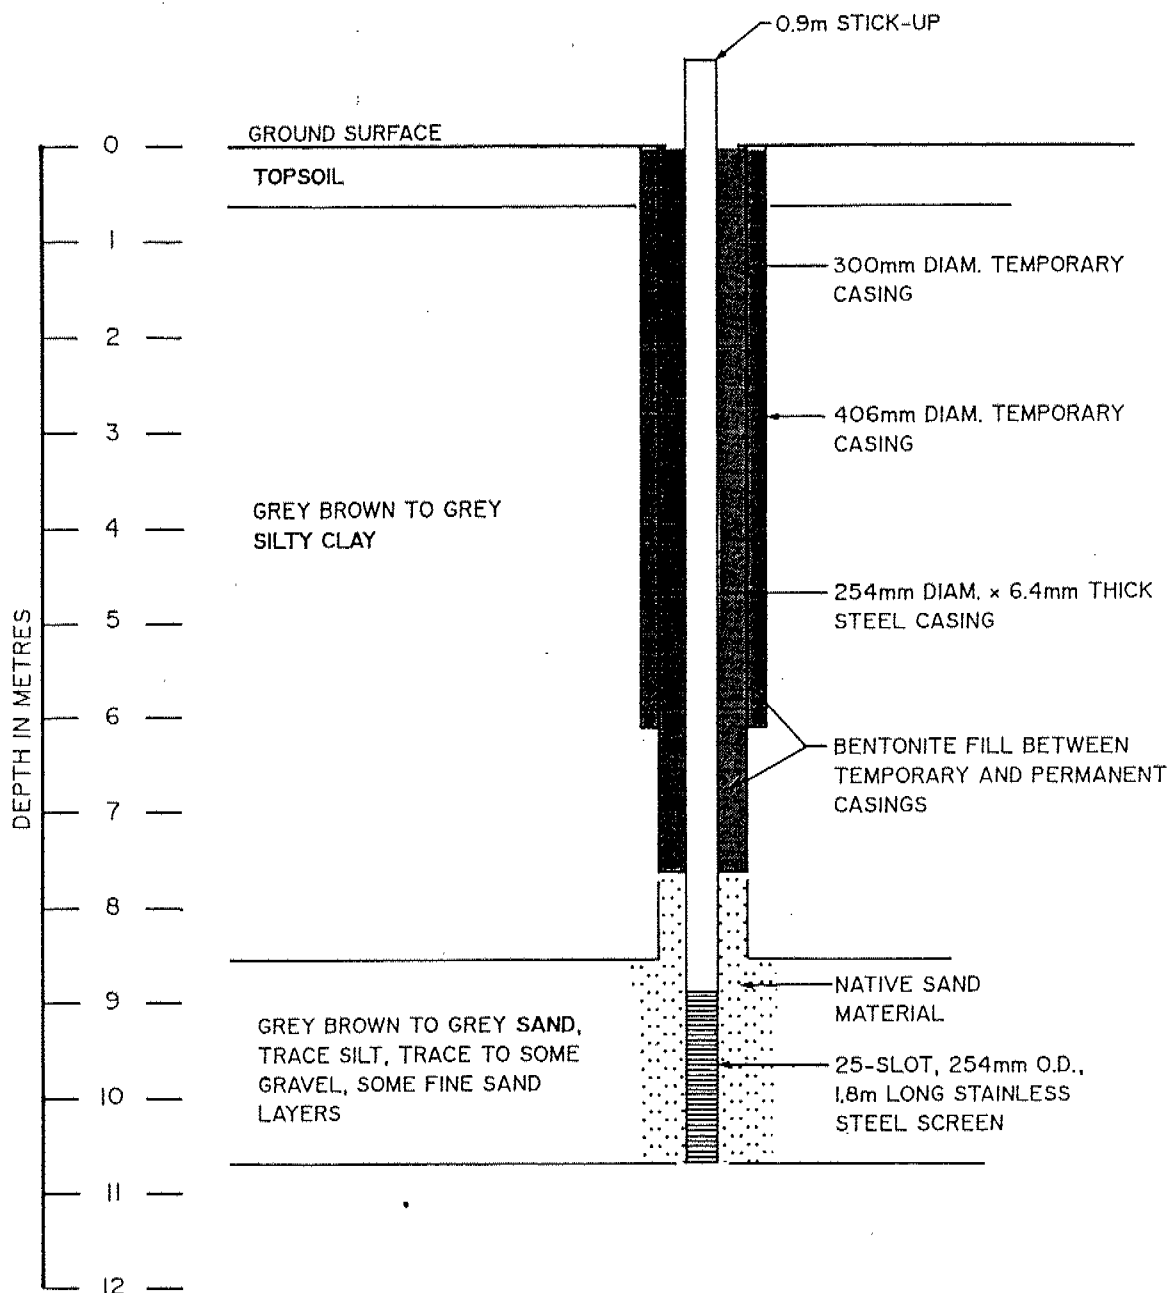 0.9m STICK-UP
GROUND SURFACE
TOPSOIL
0
1
2
3
4
5
6
7
8
9
10
11
12
DEPTH IN METRES
300mm DIAM. TEMPORARY
CASING
406mm DIAM. TEMPORARY
CASING
GREY BROWN TO GREY
SILTY CLAY
254mm DIAM. × 6.4mm THICK
STEEL CASING
BENTONITE FILL BETWEEN
TEMPORARY AND PERMANENT
CASINGS
NATIVE SAND
MATERIAL
GREY BROWN TO GREY SAND,
TRACE SILT, TRACE TO SOME
GRAVEL, SOME FINE SAND
LAYERS
25-SLOT, 254mm O.D.,
1.8m LONG STAINLESS
STEEL SCREEN